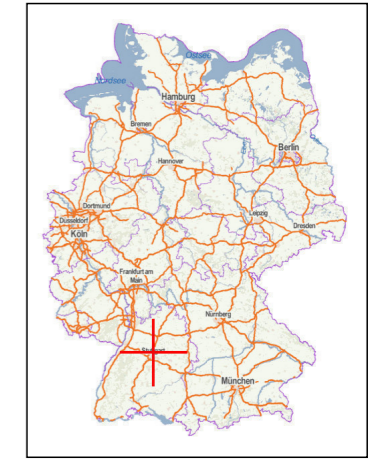 Ostsee
Nordsee
Hamburg
Bremen
Berlin
Hannover
Dortmund
Düsseldorf
Leipzig
Köln
Dresden
Frankfurt am
Main
Nürnberg
Stuttgart
München